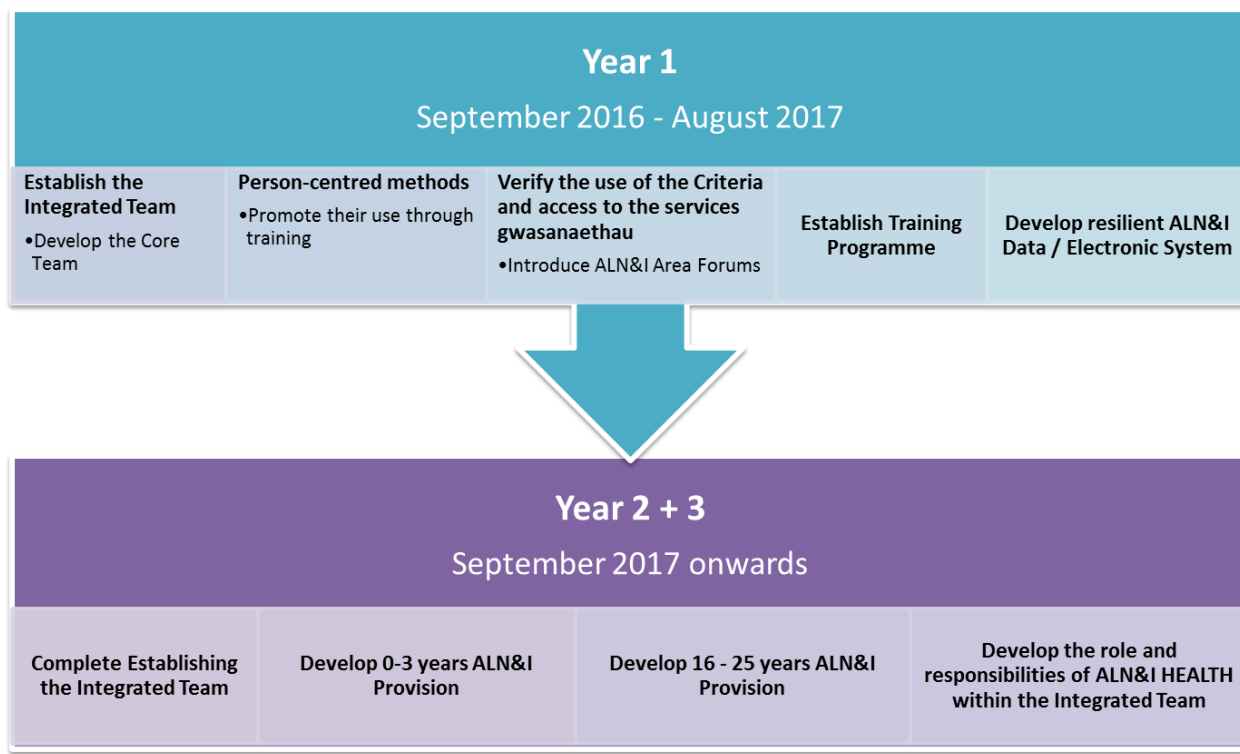 Year 1
September 2016 - August 2017
Establish the
Integrated Team
•Develop the Core
Team
Person-centred methods
•Promote their use through
training
Verify the use of the Criteria
and access to the services
gwasanaethau
•Introduce ALN&I Area Forums
Establish Training
Programme
Develop resilient ALN&I
Data / Electronic System
Year 2 + 3
September 2017 onwards
Complete Establishing
the Integrated Team
Develop 0-3 years ALN&I
Provision
Develop 16 - 25 years ALN&I
Provision
Develop the role and
responsibilities of ALN&I HEALTH
within the Integrated Team